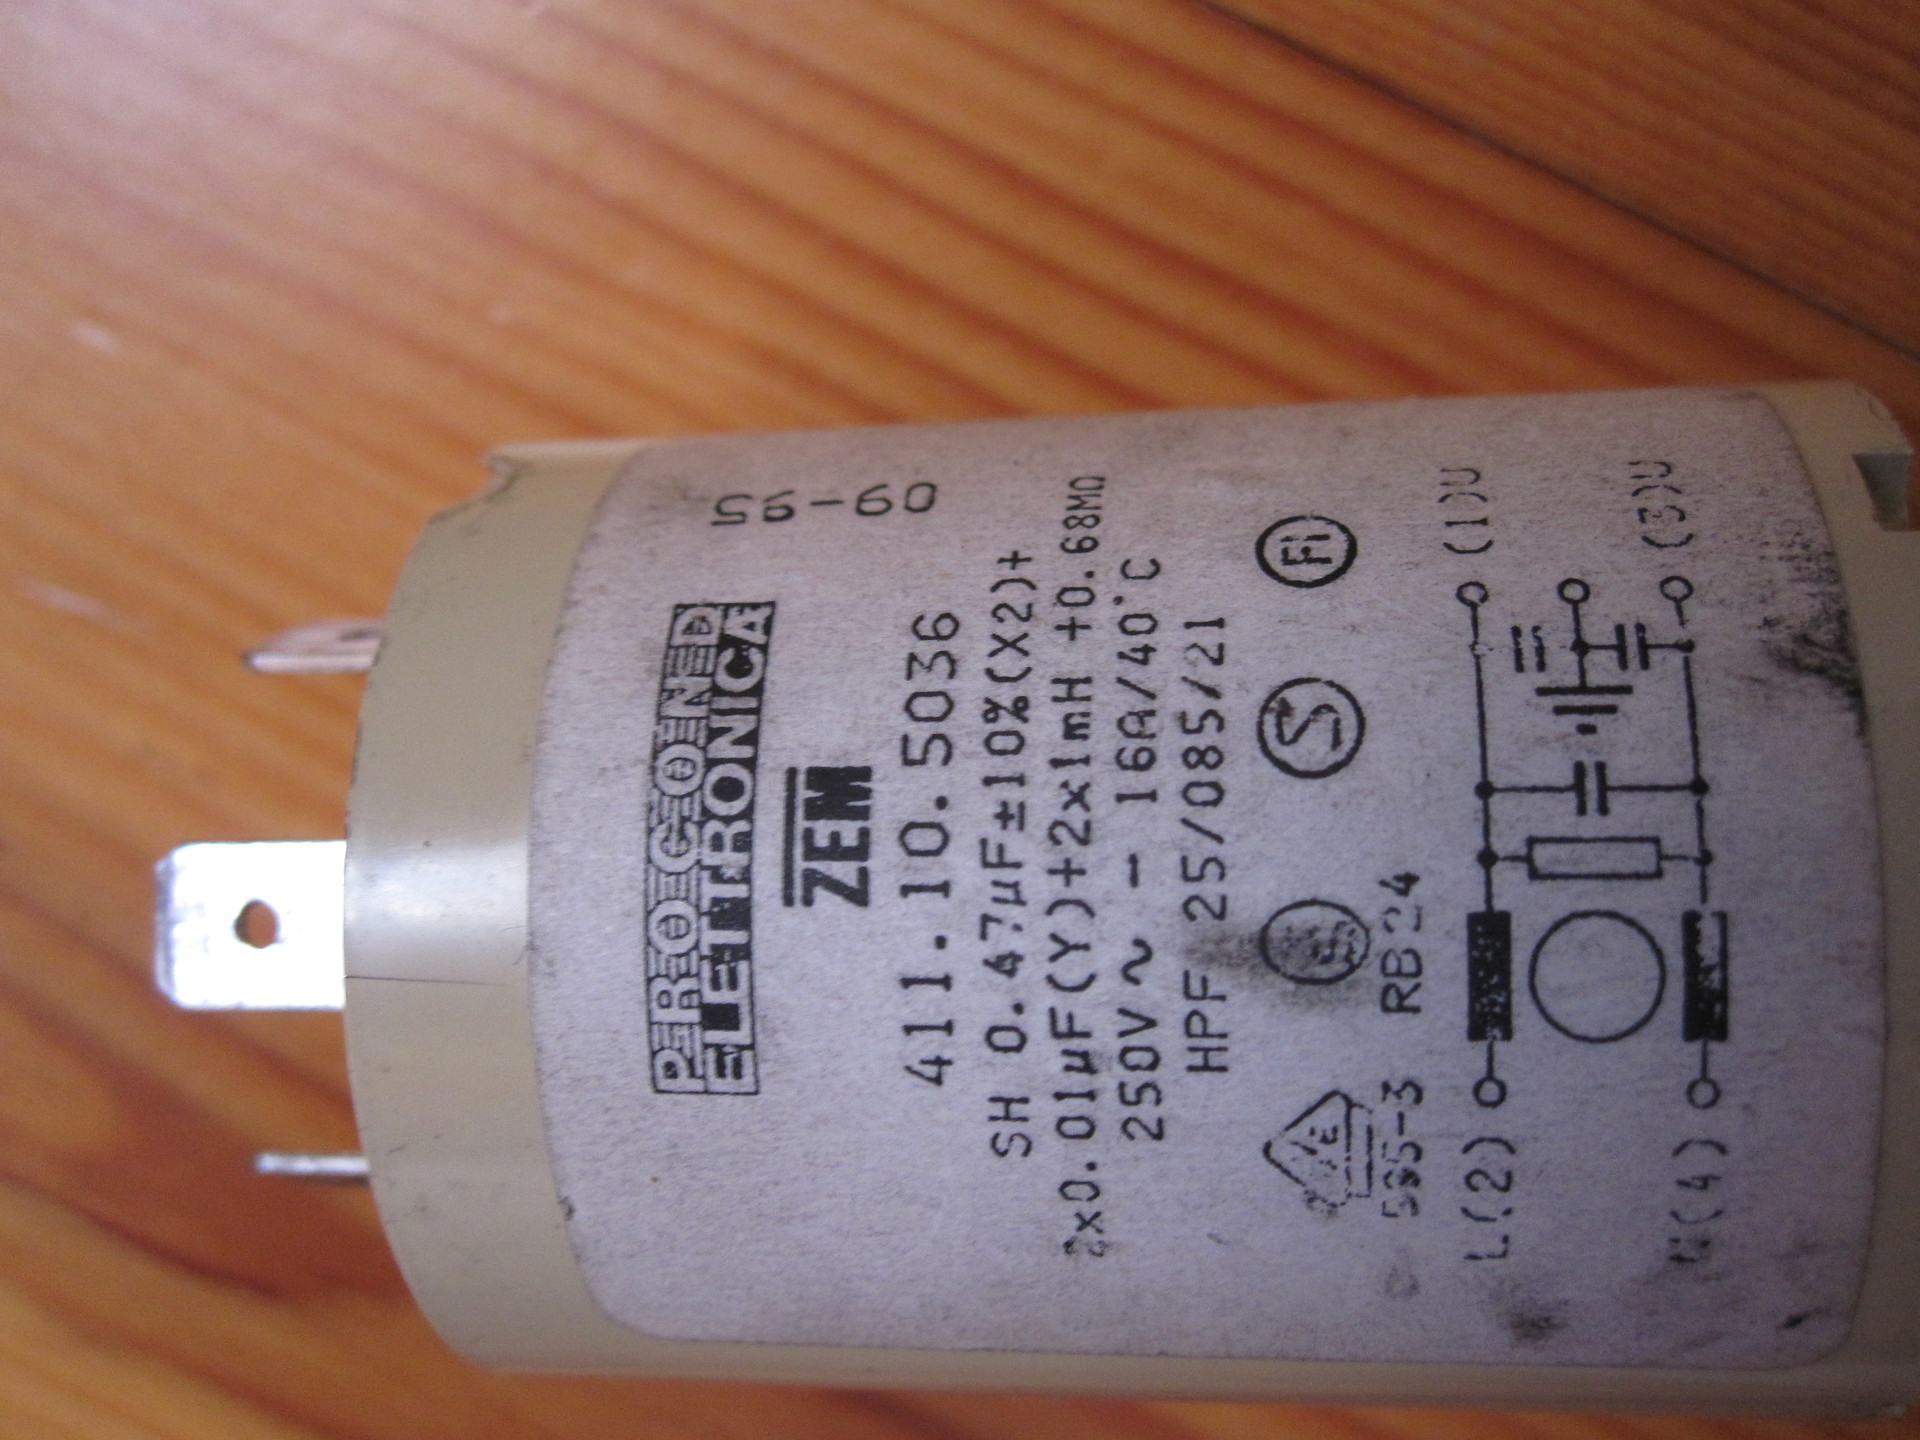 PROCOND
ELETTRONICA
09-95
ZEM
411.10.5036
SH 0.47µF±10%(X2)+
2x0.01µF(Y)+2x1mH +0.68MΩ
250V~ - 16A/40°C
HPF 25/085/21
S
FI
RB24
L(2)
(1)U
N(4)
(3)U